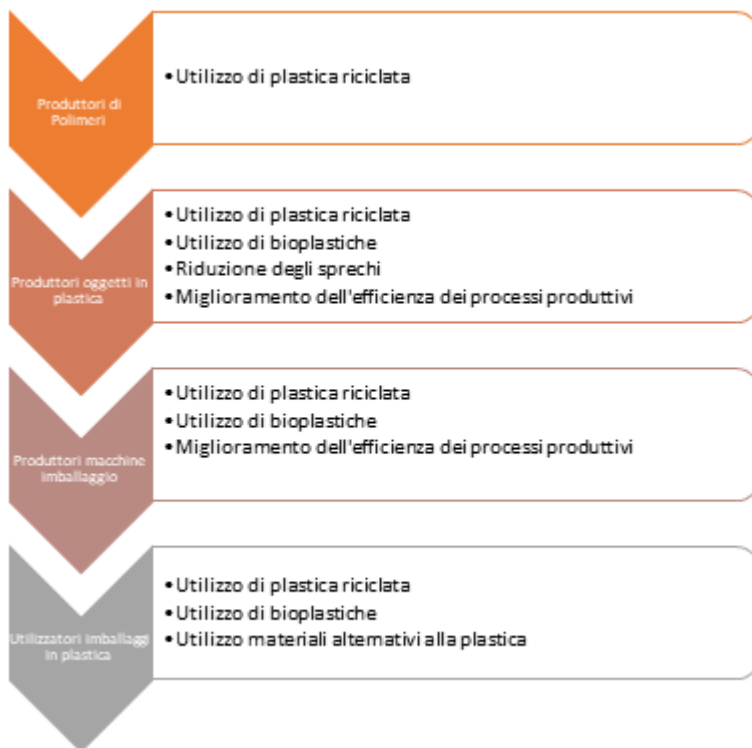 Produttori di
Polimeri
• Utilizzo di plastica riciclata
Produttori oggetti in
plastica
• Utilizzo di plastica riciclata
• Utilizzo di bioplastiche
• Riduzione degli sprechi
• Miglioramento dell'efficienza dei processi produttivi
Produttori macchine
imballaggio
• Utilizzo di plastica riciclata
• Utilizzo di bioplastiche
• Miglioramento dell'efficienza dei processi produttivi
Utilizzatori imballaggi
in plastica
• Utilizzo di plastica riciclata
• Utilizzo di bioplastiche
• Utilizzo materiali alternativi alla plastica